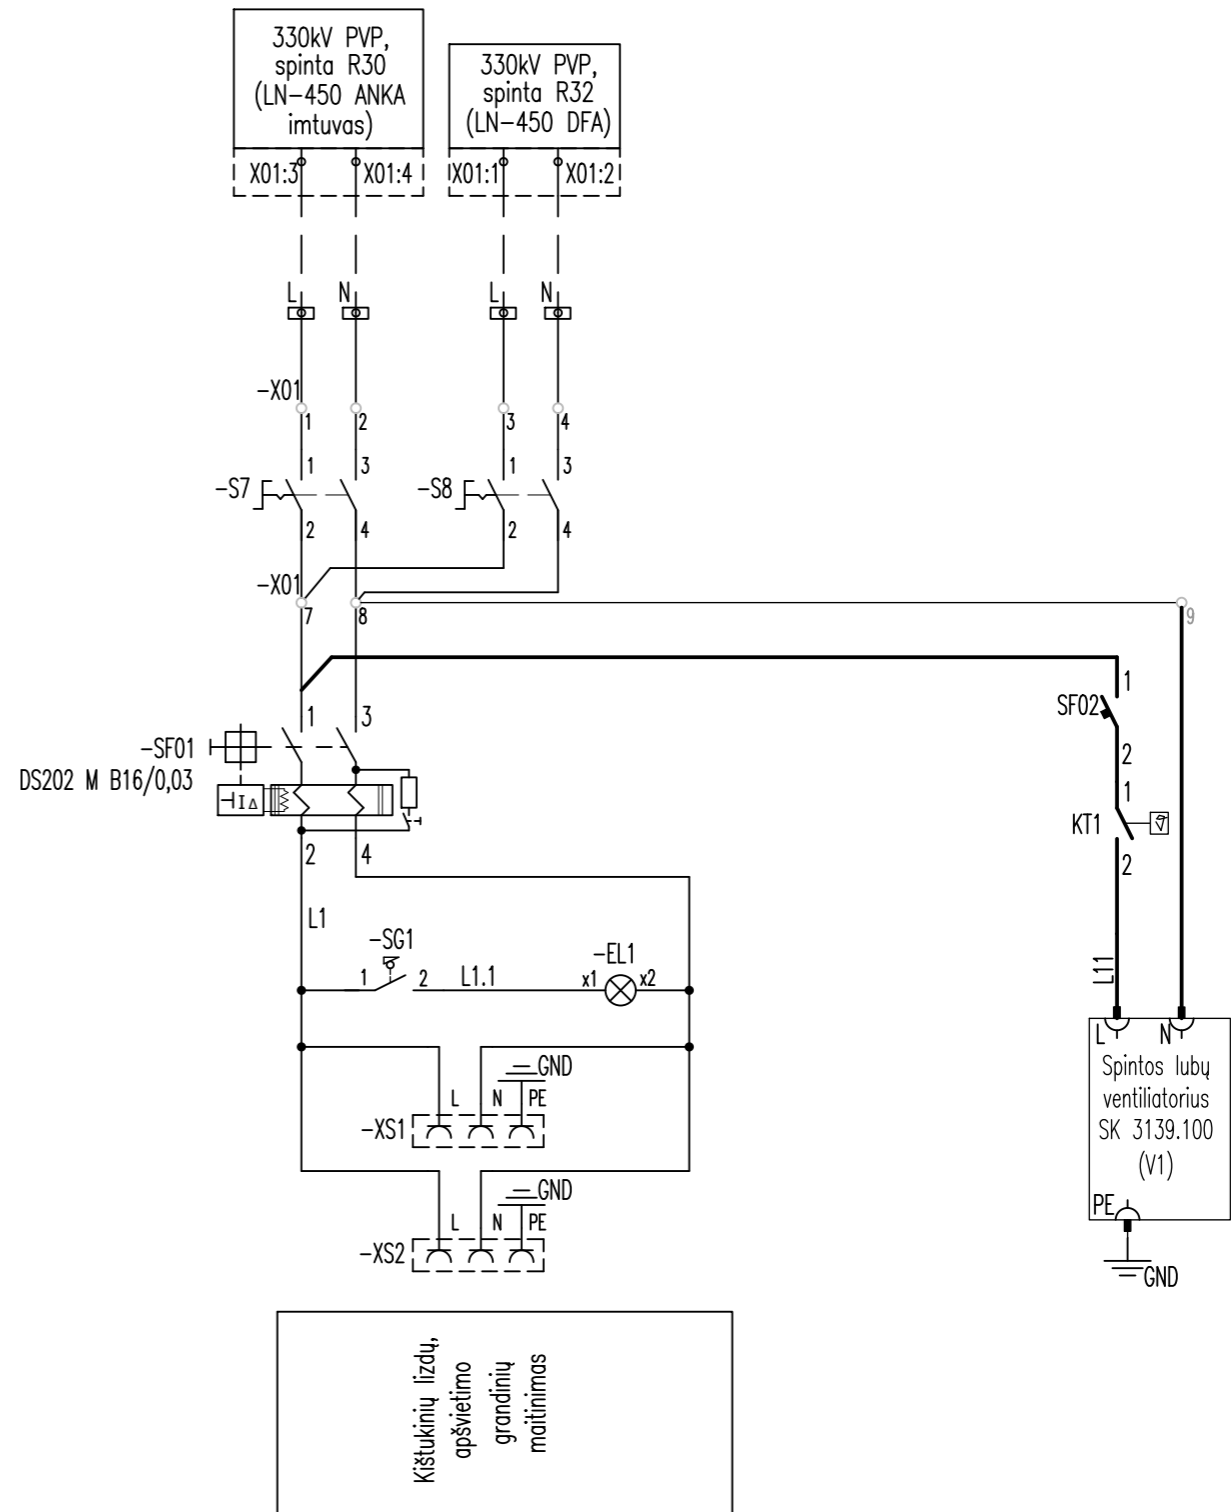 330kV PVP,
spinta R30
(LN-450 ANKA
imtuvas)
330kV PVP,
spinta R32
(LN-450 DFA)
X01:3 X01:4 X01:1 X01:2
L N L N
-X01
1 2 3 4
1 3 1 3
-S7 -S8
2 4 2 4
-X01
7 8 9
1
SF02
2
1 3
-SF01
DS202 M B16/0,03
I∆
1
KT1
ϑ
2
2 4
L1
-SG1
-EL1
1 2 L1.1 x1 x2
L11
L N
Spintos lubų
ventiliatorius
SK 3139.100
(V1)
PE
GND
GND
L N PE
-XS1
GND
L N PE
-XS2
Kištukinių lizdų,
apšvietimo
grandinių
maitinimas